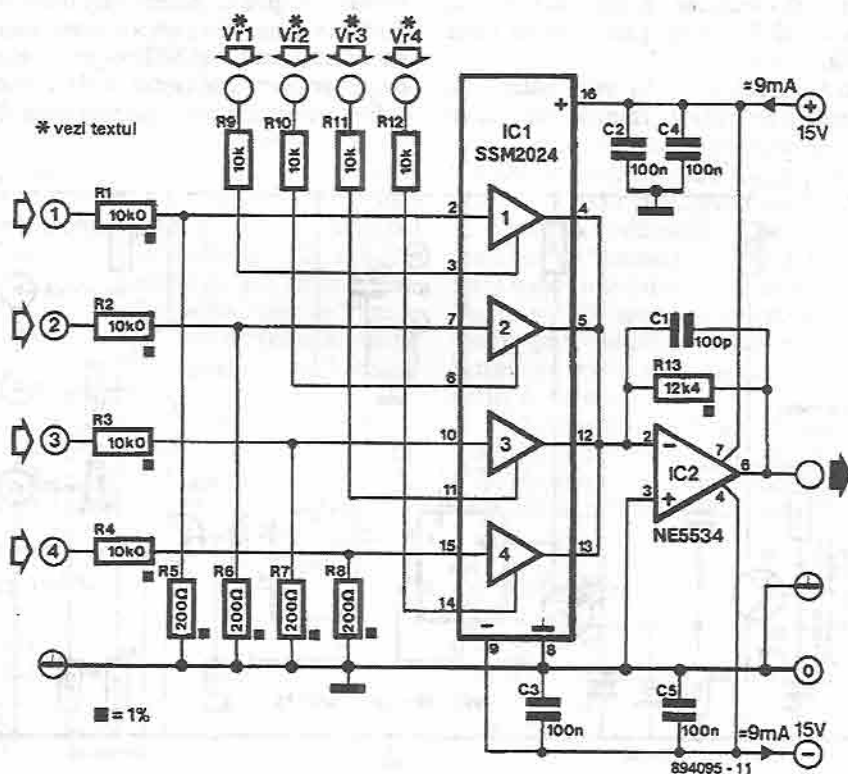 Vr1* Vr2* Vr3* Vr4*
R9 R10 R11 R12
10k 10k 10k 10k
* vezi textul
IC1
SSM2024
+ 16
≈9mA
+
15V
C2 C4
100n 100n
1 R1 10k0 2 1 4
3
2 R2 10k0 7 2 5
6
C1
100p
R13
12k4
3 R3 10k0 10 3 12
11
2 − 7
IC2 6
3 + 4
NE5534
4 R4 10k0 15 4 13
14
R5 R6 R7 R8
200Ω 200Ω 200Ω 200Ω
− ⊥
9 8
0
■ = 1%
C3 C5
100n 100n
≈9mA 15V
−
894095 - 11